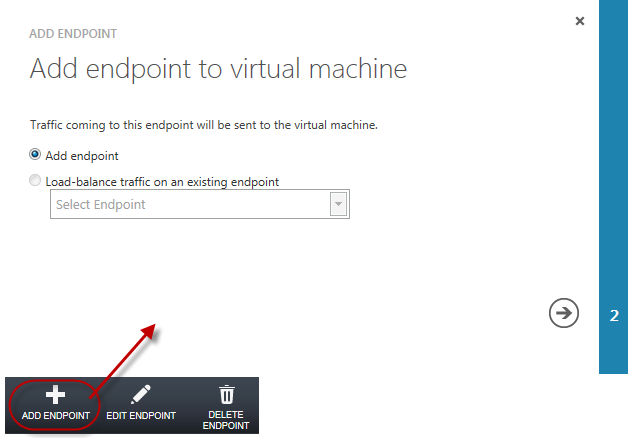 ADD ENDPOINT
Add endpoint to virtual machine
Traffic coming to this endpoint will be sent to the virtual machine.
Add endpoint
Load-balance traffic on an existing endpoint
Select Endpoint
2
ADD ENDPOINT
EDIT ENDPOINT
DELETE
ENDPOINT